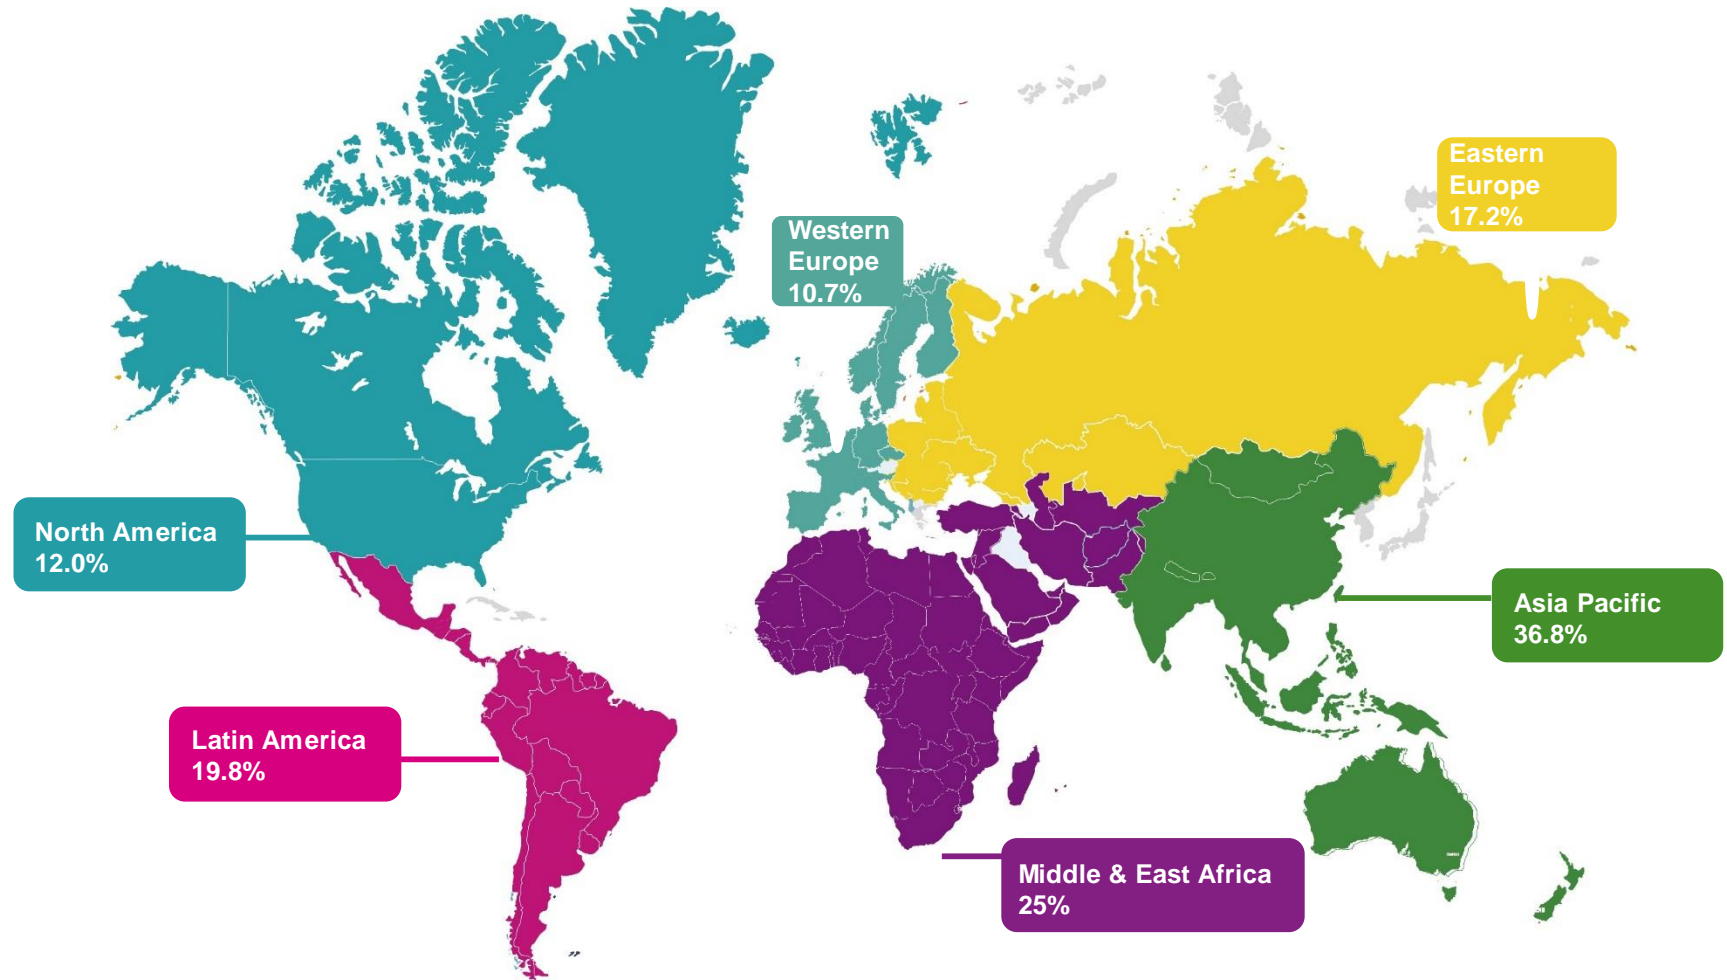 Eastern
Europe
17.2%
Western
Europe
10.7%
North America
12.0%
Asia Pacific
36.8%
Latin America
19.8%
Middle & East Africa
25%